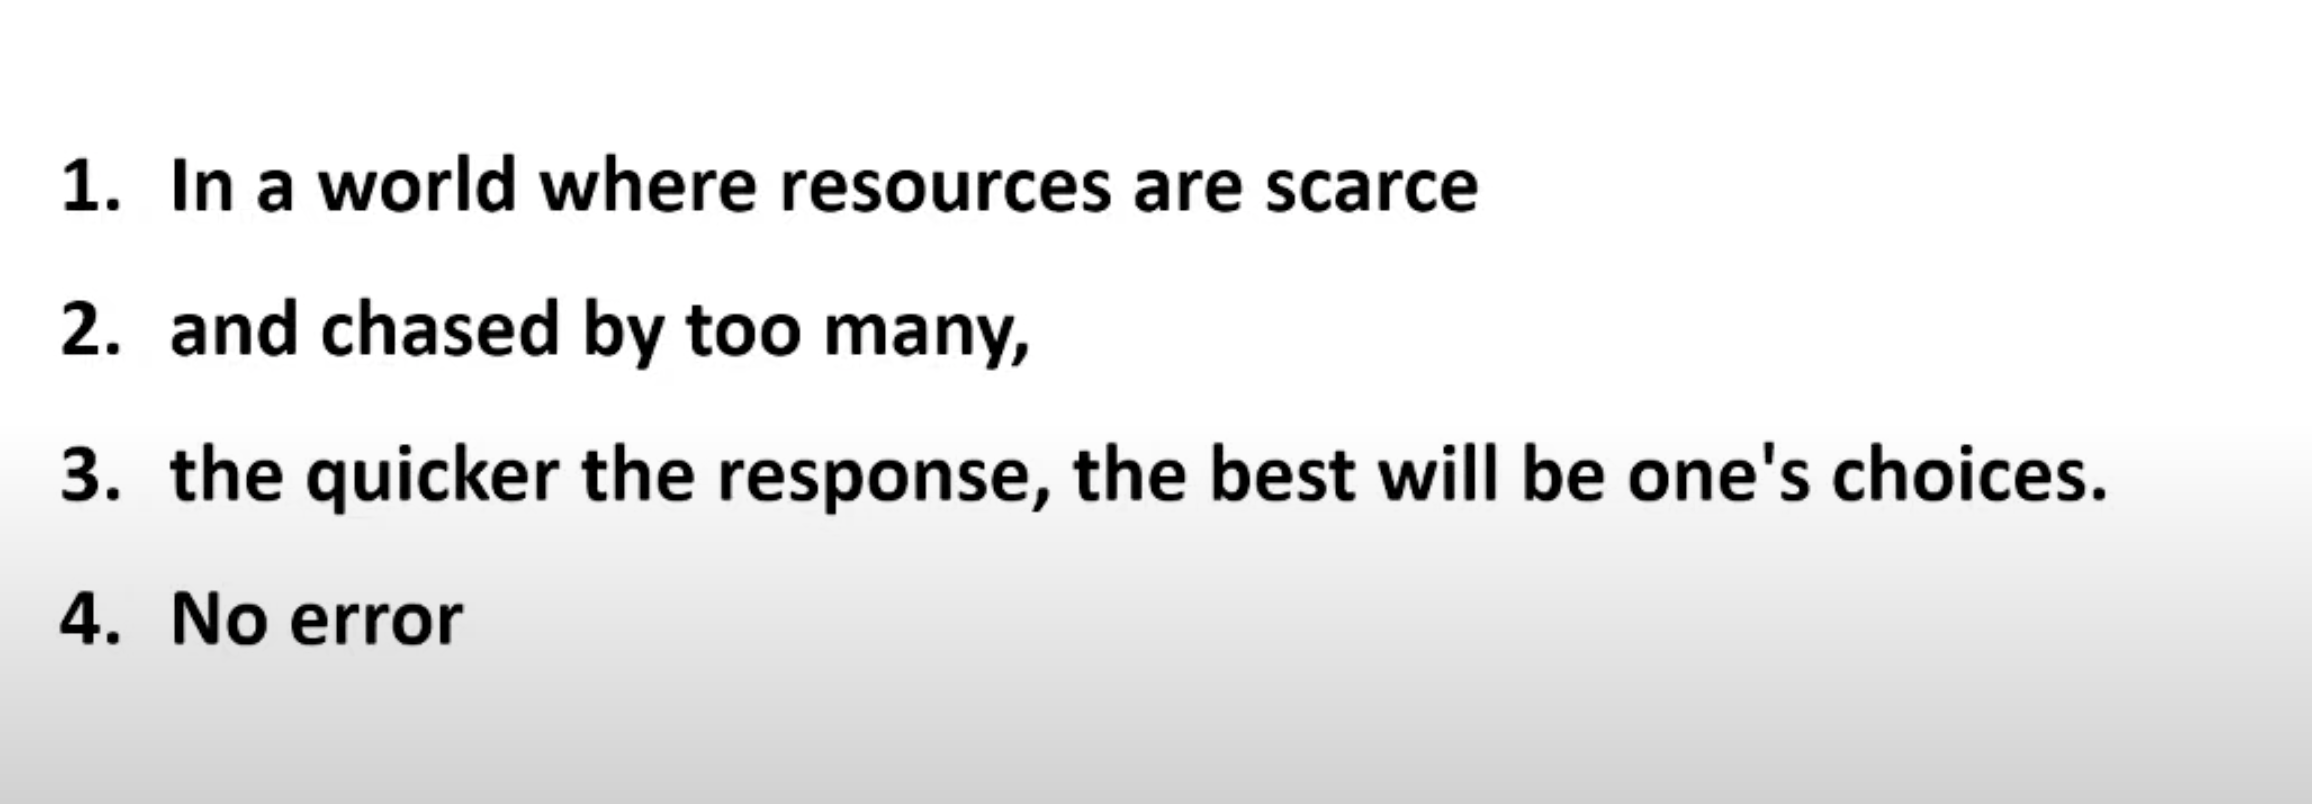 1. In a world where resources are scarce
2. and chased by too many,
3. the quicker the response, the best will be one's choices.
4. No error